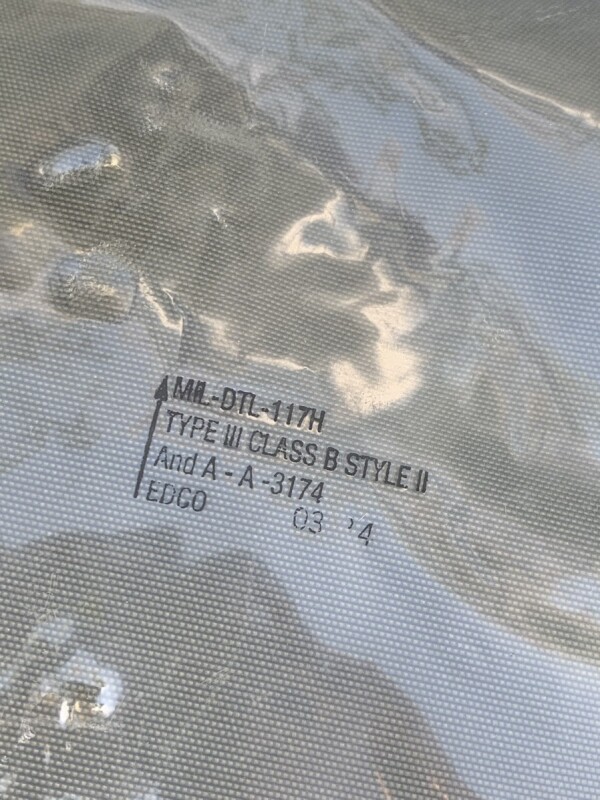 MIL-DTL-117H
TYPE III CLASS B STYLE II
And A - A -3174
EDCO 03 '4